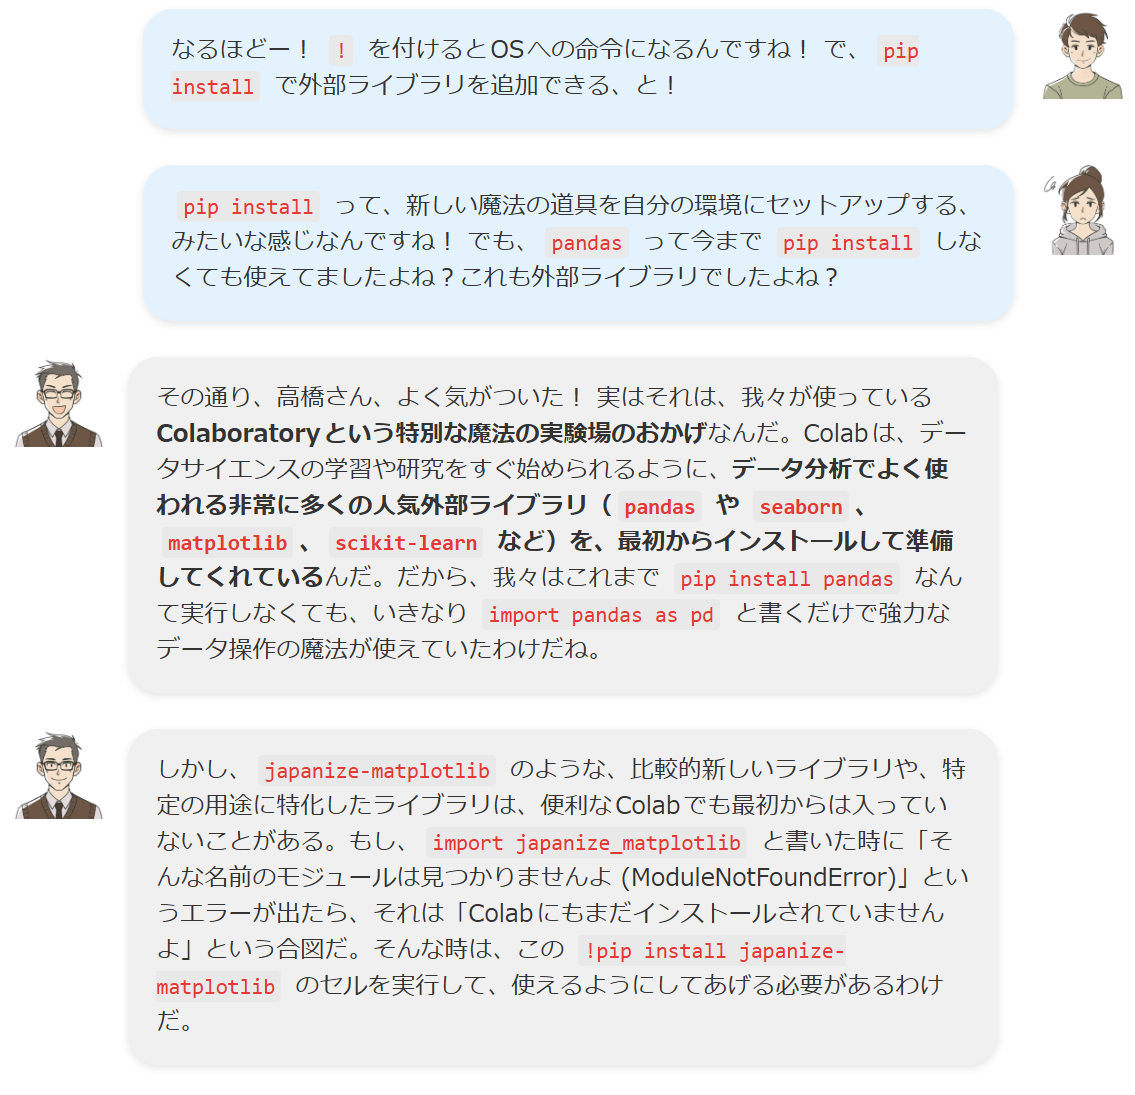 なるほどー！ ! を付けるとOSへの命令になるんですね！ で、 pip
install で外部ライブラリを追加できる、と！
pip install って、新しい魔法の道具を自分の環境にセットアップする、
みたいな感じなんですね！ でも、 pandas って今まで pip install しな
くても使えてましたよね？これも外部ライブラリでしたよね？
その通り、高橋さん、よく気がついた！ 実はそれは、我々が使っている
Colaboratoryという特別な魔法の実験場のおかげなんだ。Colabは、デー
タサイエンスの学習や研究をすぐ始められるように、データ分析でよく使
われる非常に多くの人気外部ライブラリ（ pandas や seaborn 、
matplotlib 、 scikit-learn など）を、最初からインストールして準備
してくれているんだ。だから、我々はこれまで pip install pandas なん
て実行しなくても、いきなり import pandas as pd と書くだけで強力な
データ操作の魔法が使えていたわけだね。
しかし、 japanize-matplotlib のような、比較的新しいライブラリや、特
定の用途に特化したライブラリは、便利なColabでも最初からは入ってい
ないことがある。もし、 import japanize_matplotlib と書いた時に「そ
んな名前のモジュールは見つかりませんよ (ModuleNotFoundError)」とい
うエラーが出たら、それは「Colabにもまだインストールされていません
よ」という合図だ。そんな時は、この !pip install japanize-
matplotlib のセルを実行して、使えるようにしてあげる必要があるわけ
だ。